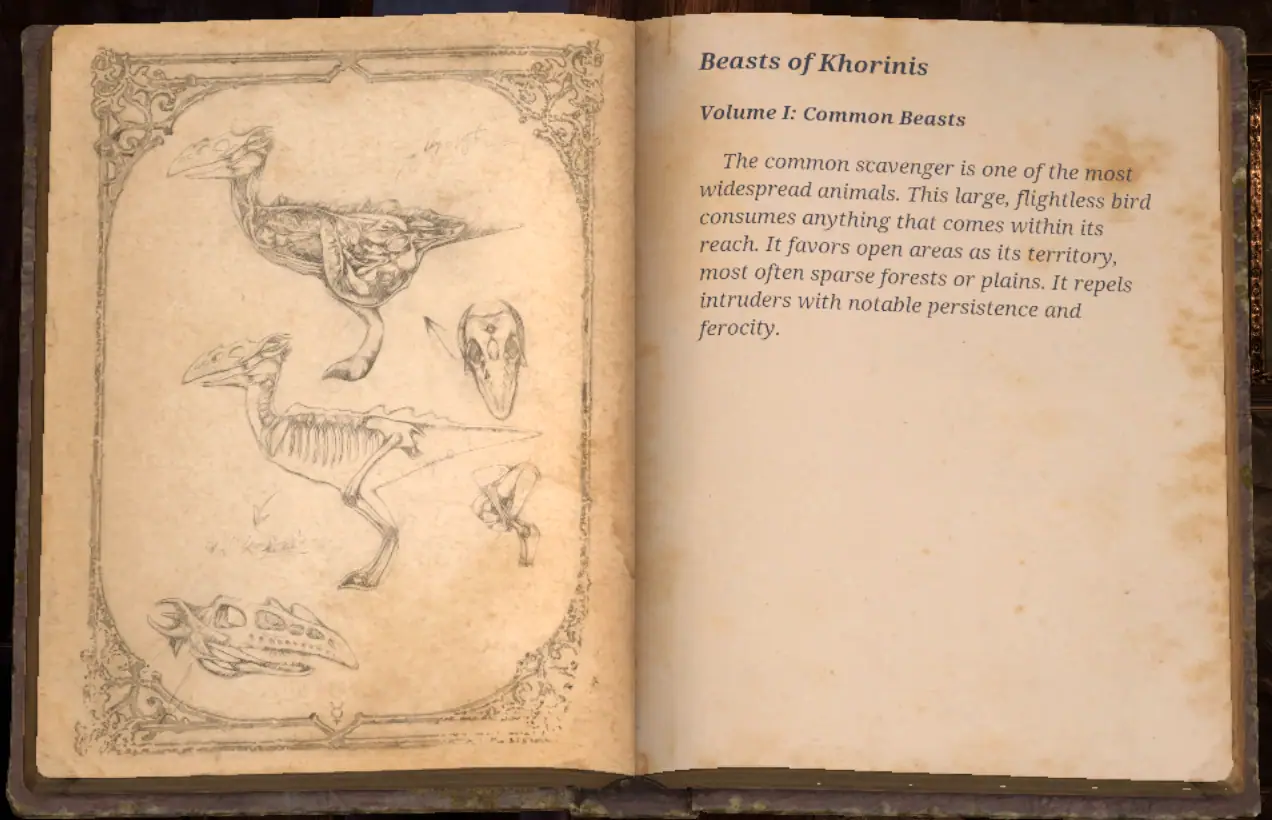 Beasts of Khorinis
Volume I: Common Beasts
The common scavenger is one of the most
widespread animals. This large, flightless bird
consumes anything that comes within its
reach. It favors open areas as its territory,
most often sparse forests or plains. It repels
intruders with notable persistence and
ferocity.